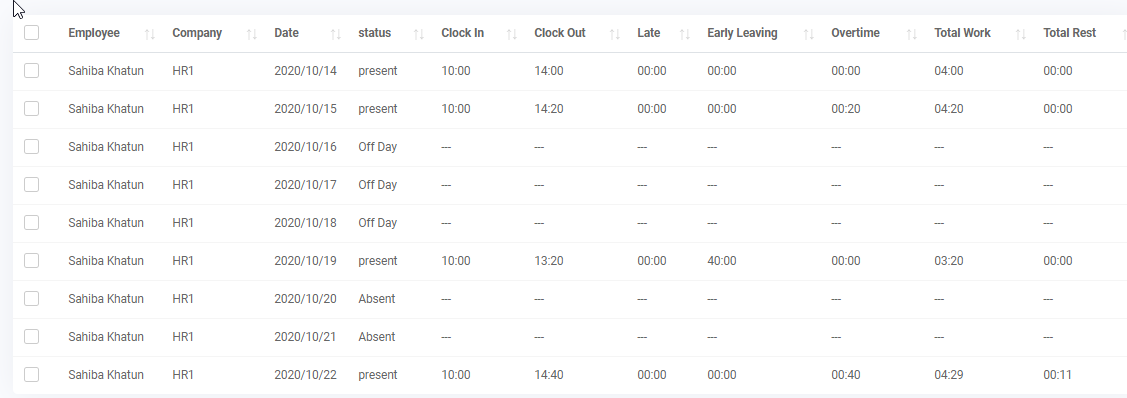 Employee Company Date status Clock In Clock Out Late Early Leaving Overtime Total Work Total Rest
Sahiba Khatun HR1 2020/10/14 present 10:00 14:00 00:00 00:00 00:00 04:00 00:00
Sahiba Khatun HR1 2020/10/15 present 10:00 14:20 00:00 00:00 00:20 04:20 00:00
Sahiba Khatun HR1 2020/10/16 Off Day --- --- --- --- --- --- ---
Sahiba Khatun HR1 2020/10/17 Off Day --- --- --- --- --- --- ---
Sahiba Khatun HR1 2020/10/18 Off Day --- --- --- --- --- --- ---
Sahiba Khatun HR1 2020/10/19 present 10:00 13:20 00:00 40:00 00:00 03:20 00:00
Sahiba Khatun HR1 2020/10/20 Absent --- --- --- --- --- --- ---
Sahiba Khatun HR1 2020/10/21 Absent --- --- --- --- --- --- ---
Sahiba Khatun HR1 2020/10/22 present 10:00 14:40 00:00 00:00 00:40 04:29 00:11